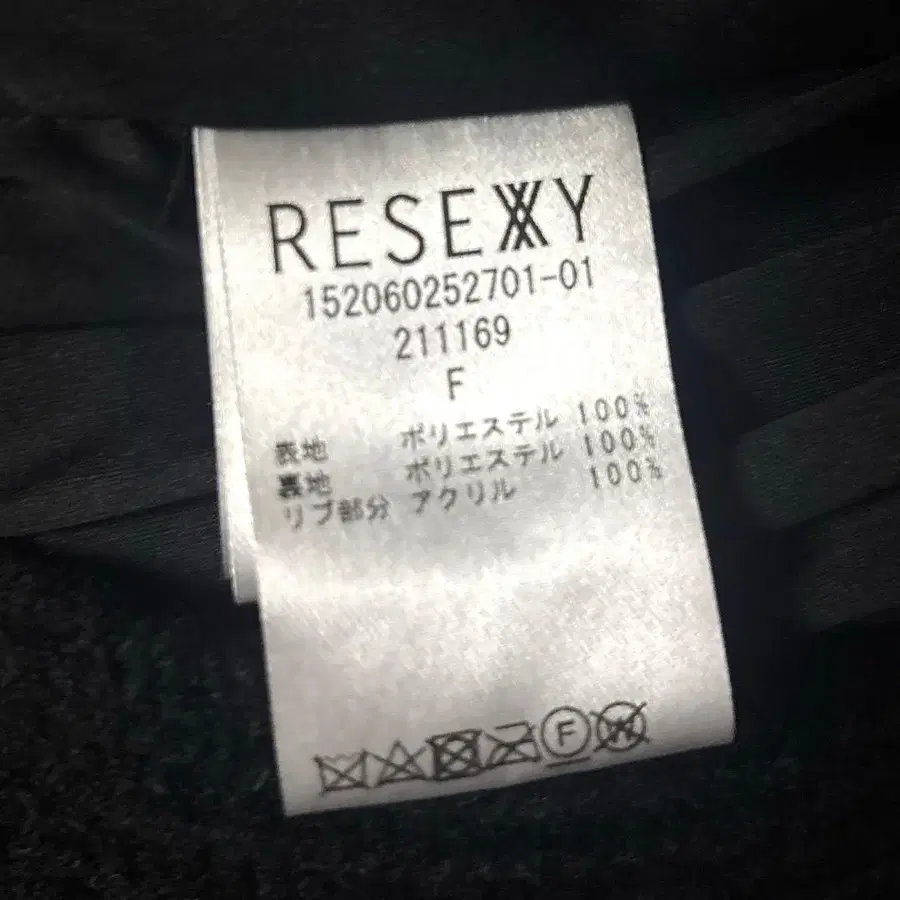 RESEXXY
152060252701-01
211169
F
表地 ポリエステル 100%
裏地 ポリエステル 100%
リブ部分 アクリル 100%
F
W